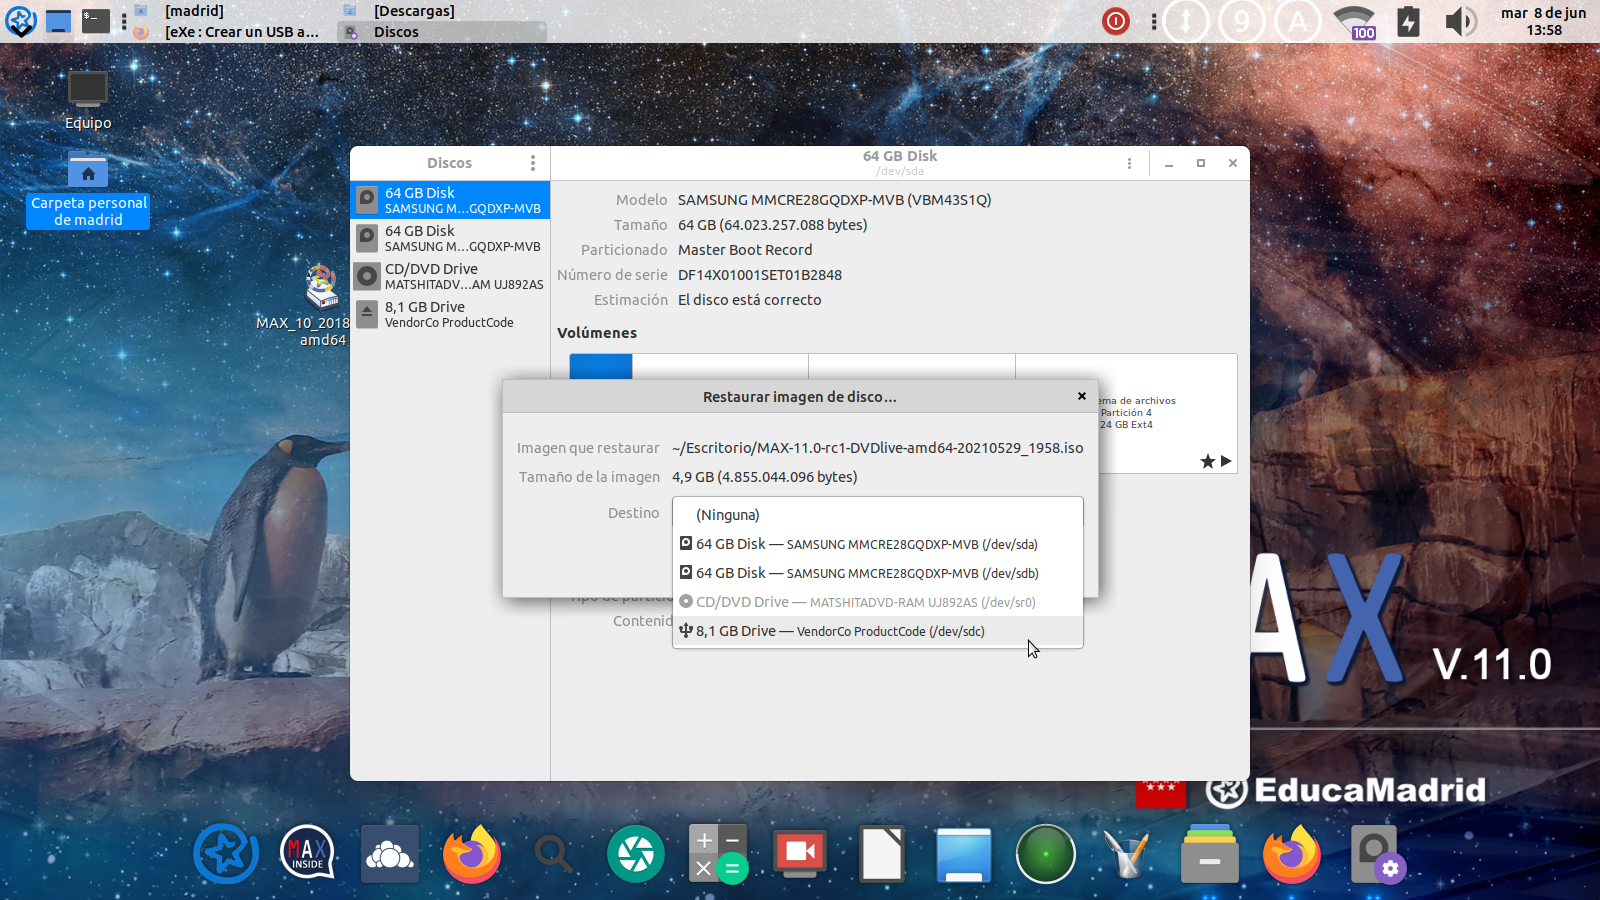 [madrid]
[Descargas]
[eXe : Crear un USB a...
Discos
9
A
100
mar 8 de jun
13:58
Equipo
Carpeta personal
de madrid
MAX_10_2018
amd64
Discos
64 GB Disk
/dev/sda
64 GB Disk
SAMSUNG M...GQDXP-MVB
64 GB Disk
SAMSUNG M...GQDXP-MVB
CD/DVD Drive
MATSHITADV...AM UJ892AS
8,1 GB Drive
VendorCo ProductCode
Modelo SAMSUNG MMCRE28GQDXP-MVB (VBM43S1Q)
Tamaño 64 GB (64.023.257.088 bytes)
Particionado Master Boot Record
Número de serie DF14X01001SET01B2848
Estimación El disco está correcto
Volúmenes
ema de archivos
Partición 4
24 GB Ext4
Restaurar imagen de disco...
Imagen que restaurar ~/Escritorio/MAX-11.0-rc1-DVDlive-amd64-20210529_1958.iso
Tamaño de la imagen 4,9 GB (4.855.044.096 bytes)
Destino
(Ninguna)
64 GB Disk — SAMSUNG MMCRE28GQDXP-MVB (/dev/sda)
64 GB Disk — SAMSUNG MMCRE28GQDXP-MVB (/dev/sdb)
CD/DVD Drive — MATSHITADVD-RAM UJ892AS (/dev/sr0)
8,1 GB Drive — VendorCo ProductCode (/dev/sdc)
Contenid
AX
V.11.0
EducaMadrid
MAX
INSIDE